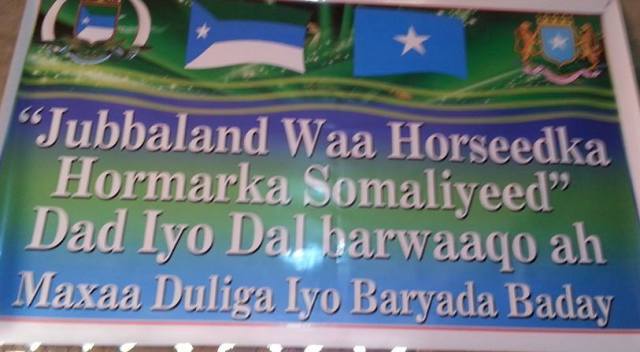 “Jubbaland Waa Horseedka
Hormarka Somaliyeed”
Dad Iyo Dal barwaaqo ah
Maxaa Duliga Iyo Baryada Baday